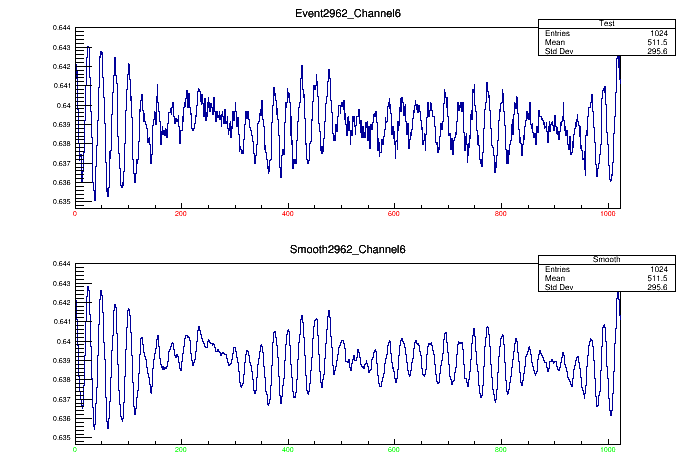 Event2962_Channel6
Test
Entries 1024
Mean 511.5
Std Dev 295.6
0.644
0.643
0.642
0.641
0.64
0.639
0.638
0.637
0.636
0.635
0 200 400 600 800 1000
Smooth2962_Channel6
Smooth
Entries 1024
Mean 511.5
Std Dev 295.6
0.644
0.643
0.642
0.641
0.64
0.639
0.638
0.637
0.636
0.635
0 200 400 600 800 1000